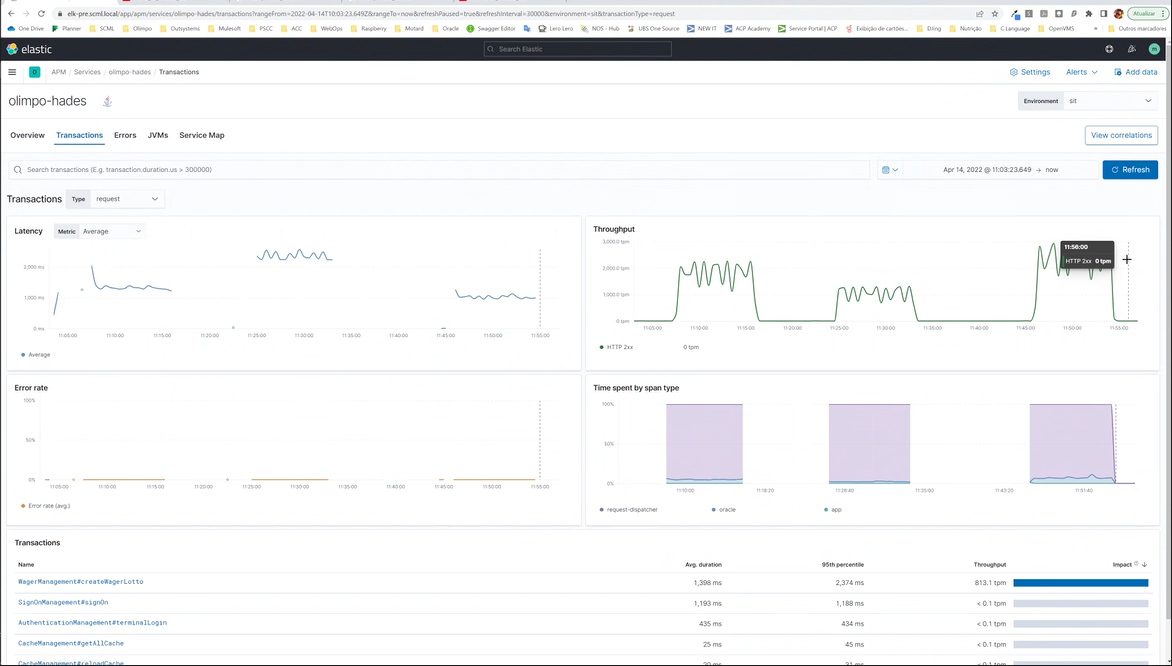 elk-pre.scml.local/app/apm/services/olimpo-hades/transactions?rangeFrom=2022-04-14T10:03:23.649Z&rangeTo=now&refreshPaused=true&refreshInterval=30000&environment=sit&transactionType=request
Atualizar
One Drive Planner SCML Olimpo Outsystems Mulesoft PSCC ACC WebOps Raspberry Motard Oracle Swagger Editor Lero Lero NOS - Hub UBS One Source NEW IT ACP Academy Service Portal | ACP Exibição de cartões... DJing Nutrição C Language OpenVMS » Outros marcadores
elastic
Search Elastic
m
D APM / Services / olimpo-hades / Transactions
Settings Alerts Add data
olimpo-hades
Environment sit
Overview Transactions Errors JVMs Service Map
View correlations
Search transactions (E.g. transaction.duration.us > 300000)
Apr 14, 2022 @ 11:03:23.649 → now
Refresh
Transactions Type request
Latency Metric Average
2,000 ms
1,000 ms
0 ms
11:05:00 11:10:00 11:15:00 11:20:00 11:25:00 11:30:00 11:35:00 11:40:00 11:45:00 11:50:00 11:55:00
Average
Throughput
3,000.0 tpm
2,000.0 tpm
1,000.0 tpm
0 tpm
11:56:00
HTTP 2xx 0 tpm
11:05:00 11:10:00 11:15:00 11:20:00 11:25:00 11:30:00 11:35:00 11:40:00 11:45:00 11:50:00 11:55:00
HTTP 2xx 0 tpm
Error rate
100%
50%
0%
11:05:00 11:10:00 11:15:00 11:20:00 11:25:00 11:30:00 11:35:00 11:40:00 11:45:00 11:50:00 11:55:00
Error rate (avg.)
Time spent by span type
100%
50%
0%
11:10:00 11:18:20 11:35:00 11:43:20 11:51:40
request-dispatcher oracle app
Transactions
Name Avg. duration 95th percentile Throughput Impact
WagerManagement#createWagerLotto 1,398 ms 2,374 ms 813.1 tpm
SignOnManagement#signOn 1,193 ms 1,188 ms < 0.1 tpm
AuthenticationManagement#terminalLogin 435 ms 434 ms < 0.1 tpm
CacheManagement#getAllCache 25 ms 45 ms < 0.1 tpm
CacheManagement#reloadCache 20 ms 31 ms < 0.1 tpm